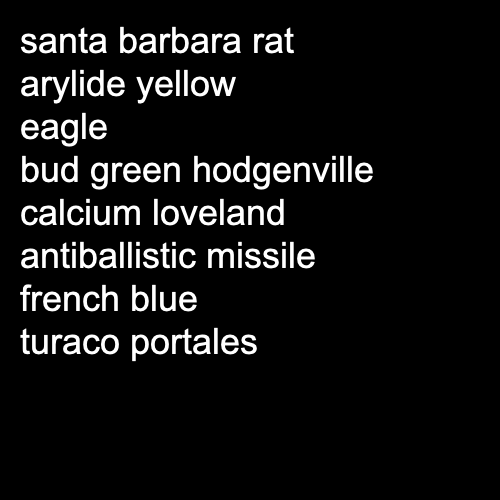 santa barbara rat
arylide yellow
eagle
bud green hodgenville
calcium loveland
antiballistic missile
french blue
turaco portales